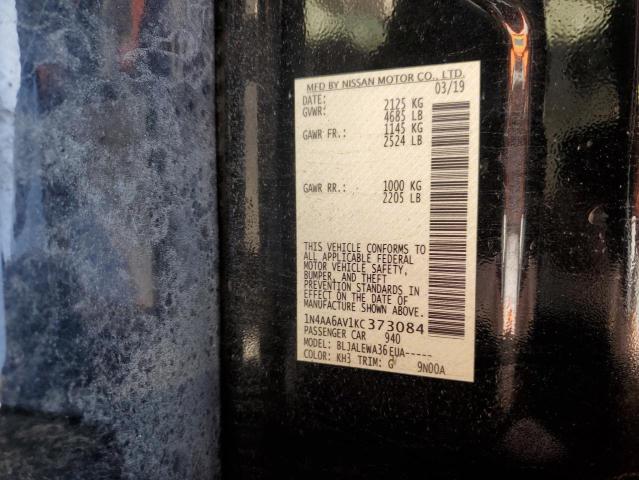 MFD BY NISSAN MOTOR CO., LTD.
DATE: 03/19
GVWR: 2125 KG
4685 LB
GAWR FR.: 1145 KG
2524 LB
GAWR RR.: 1000 KG
2205 LB
THIS VEHICLE CONFORMS TO
ALL APPLICABLE FEDERAL
MOTOR VEHICLE SAFETY,
BUMPER, AND THEFT
PREVENTION STANDARDS IN
EFFECT ON THE DATE OF
MANUFACTURE SHOWN ABOVE.
1N4AA6AV1KC373084
PASSENGER CAR 940
MODEL: BLJALEWA36EUA-----
COLOR: KH3 TRIM: G 9N00A